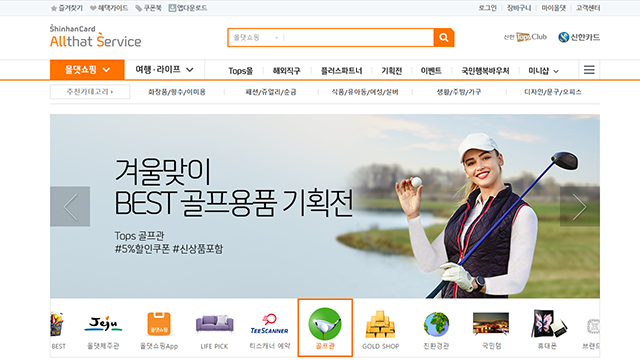 즐겨찾기 혜택가이드 쿠폰북 앱다운로드 로그인 장바구니 마이올댓 고객센터
ShinhanCard
Allthat Service
올댓쇼핑
신한 Tops Club 신한카드
올댓쇼핑 여행·라이프 Tops몰 해외직구 플러스파트너 기획전 이벤트 국민행복바우처 미니샵
추천카테고리 화장품/향수/이미용 패션/쥬얼리/순금 식품/유아동/여성/실버 생활/주방/가구 디자인/문구/오피스
겨울맞이
BEST 골프용품 기획전
Tops 골프관
#5%할인쿠폰 #신상품포함
Jeju 올댓쇼핑 TEESCANNER
BEST 올댓제주관 올댓쇼핑App LIFE PICK 티스캐너 예약 골프관 GOLD SHOP 친환경관 국민템 휴대폰 브랜드